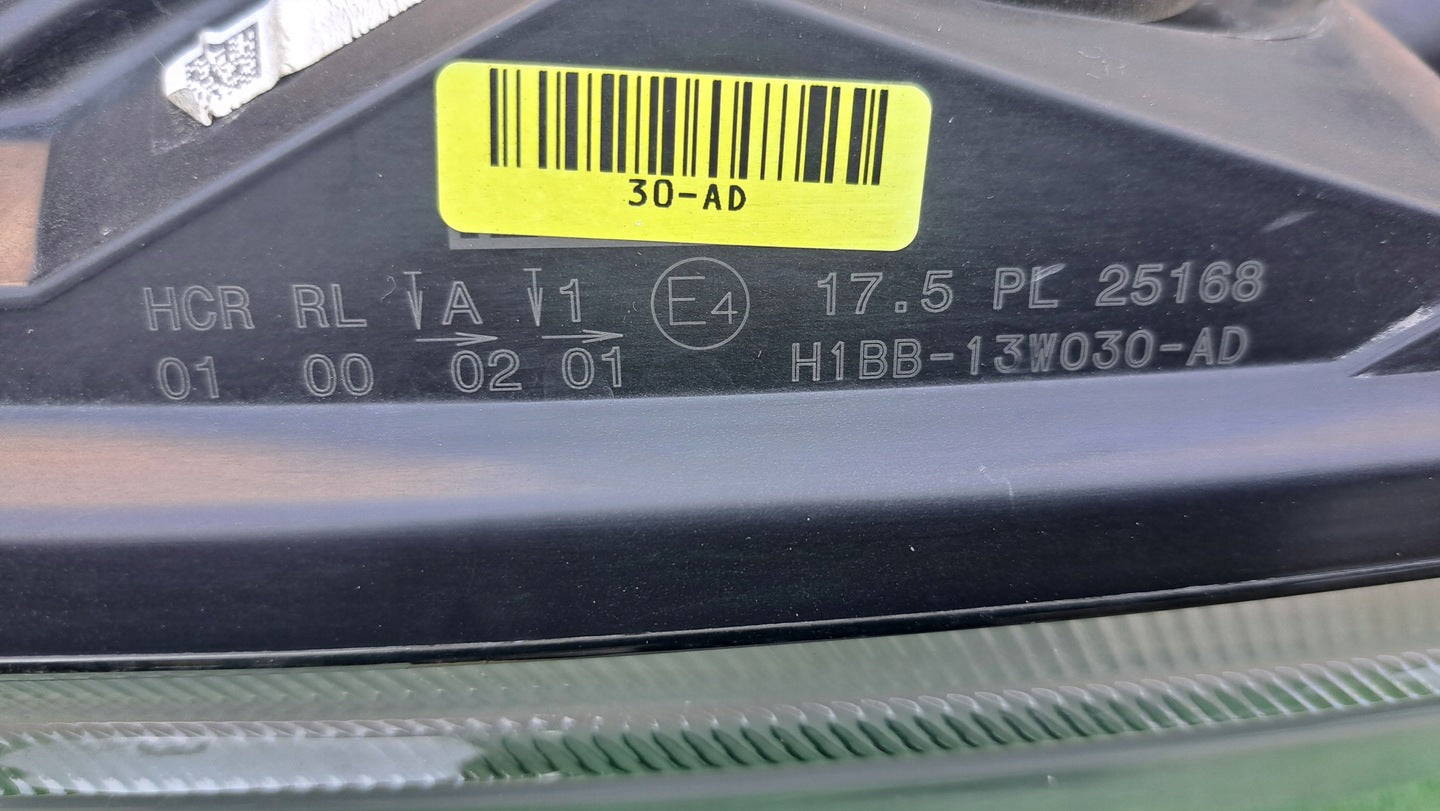 30-AD
HCR RL A 1 E4 17.5 PL 25168
01 00 02 01 H1BB-13W030-AD